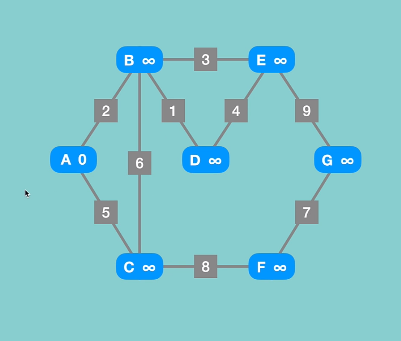 B ∞ 3 E ∞
2 1 4 9
A 0 6 D ∞ G ∞
5 7
C ∞ 8 F ∞